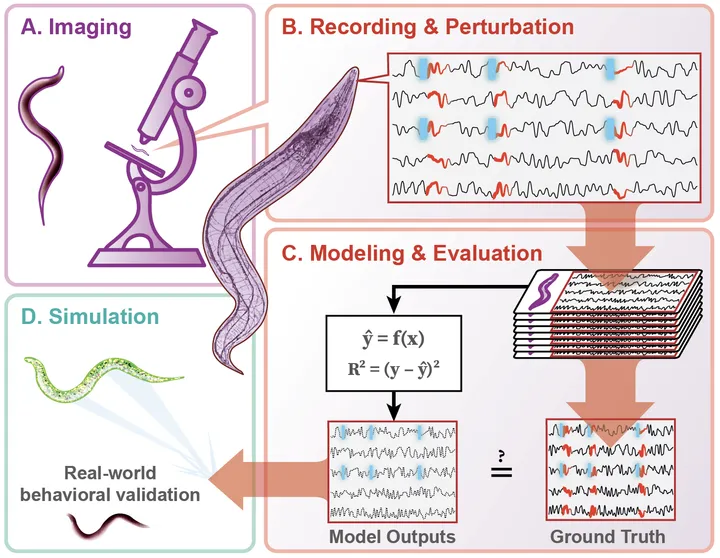 A. Imaging
B. Recording & Perturbation
C. Modeling & Evaluation
ŷ = f(x)
R² = (y – ŷ)²
D. Simulation
Real-world
behavioral validation
?
=
Model Outputs
Ground Truth